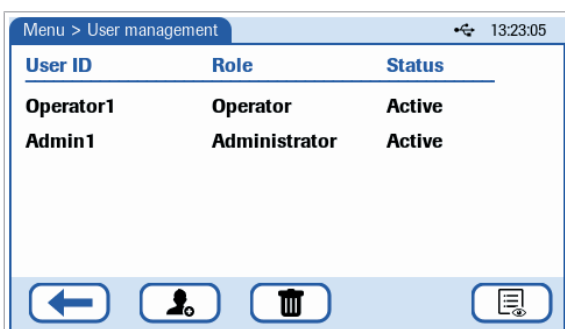 Menu > User management 13:23:05
User ID Role Status
Operator1 Operator Active
Admin1 Administrator Active